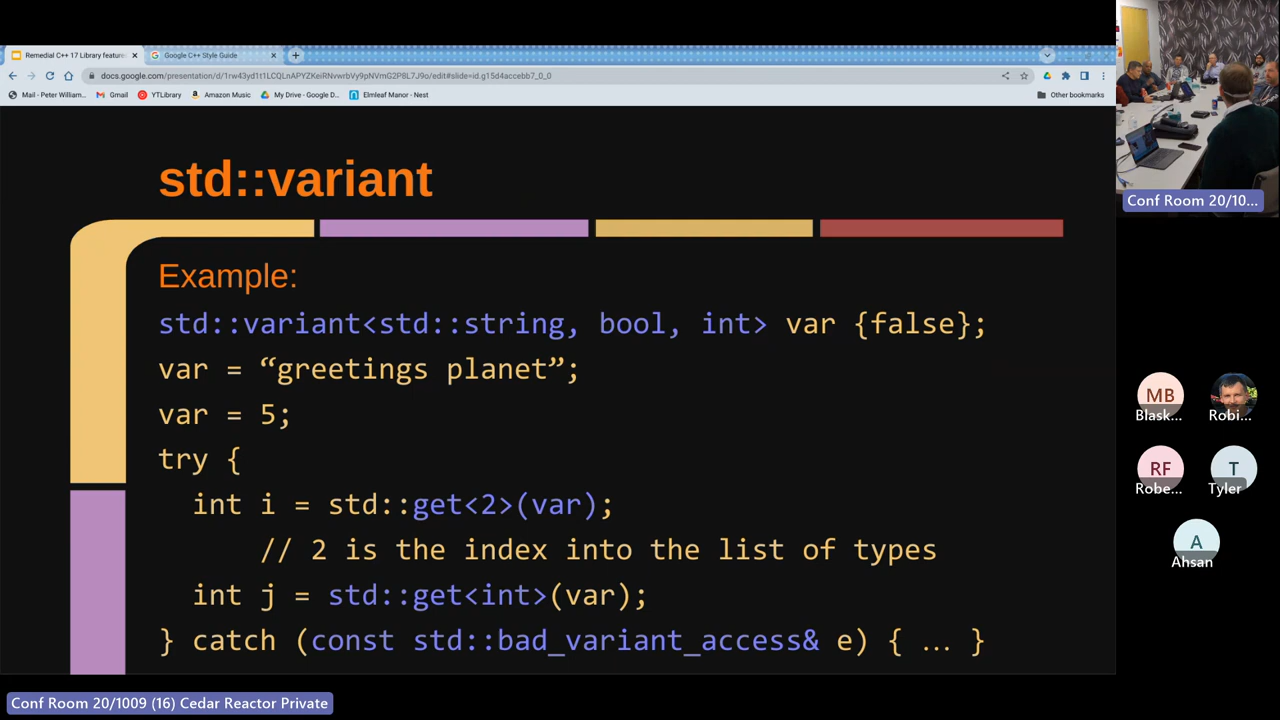 Remedial C++ 17 Library feature
Google C++ Style Guide
docs.google.com/presentation/d/1rw43yd1t1LCQLnAPYZKeiRNvwrbVy9pNVmG2P8L7J9o/edit#slide=id.g15d4accebb7_0_0
Mail - Peter William...
Gmail
YTLibrary
Amazon Music
My Drive - Google D...
Elmleaf Manor - Nest
Other bookmarks
std::variant
Example:
std::variant<std::string, bool, int> var {false};
var = “greetings planet”;
var = 5;
try {
int i = std::get<2>(var);
// 2 is the index into the list of types
int j = std::get<int>(var);
} catch (const std::bad_variant_access& e) { … }
Conf Room 20/10...
MB
Blask...
Robi...
RF
Robe...
T
Tyler
A
Ahsan
Conf Room 20/1009 (16) Cedar Reactor Private